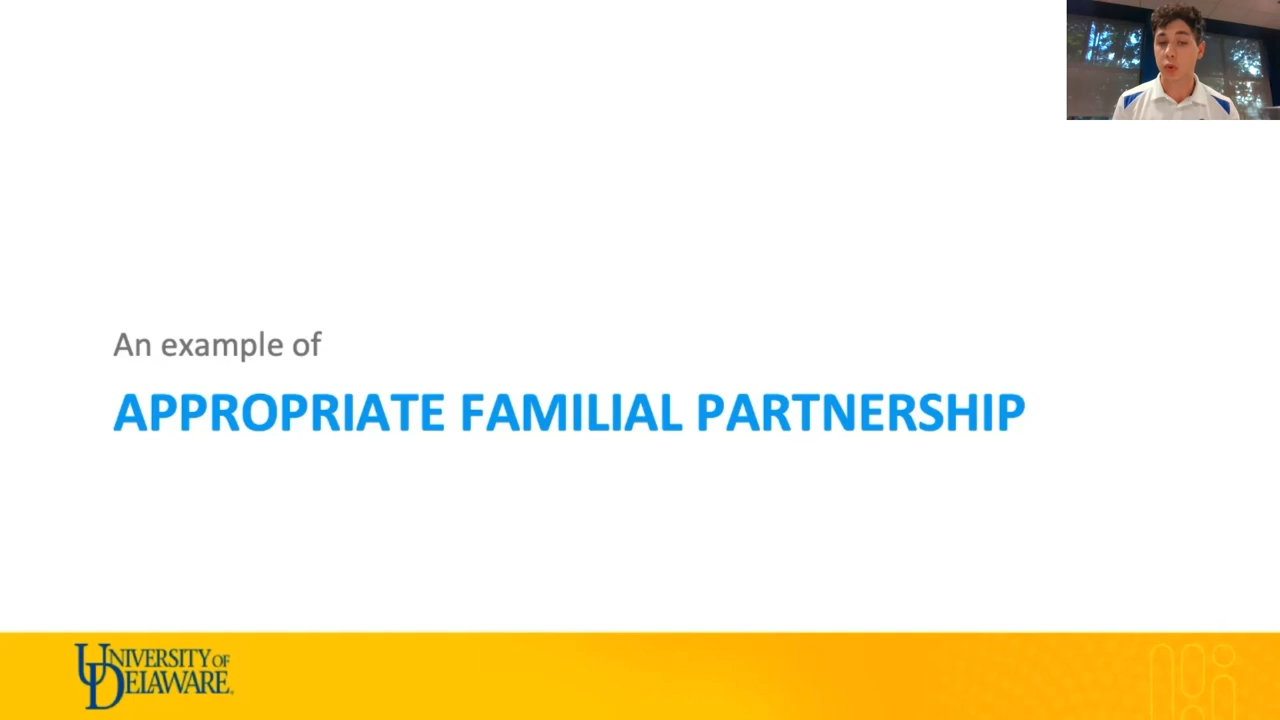 An example of
APPROPRIATE FAMILIAL PARTNERSHIP
UNIVERSITY OF
DELAWARE.